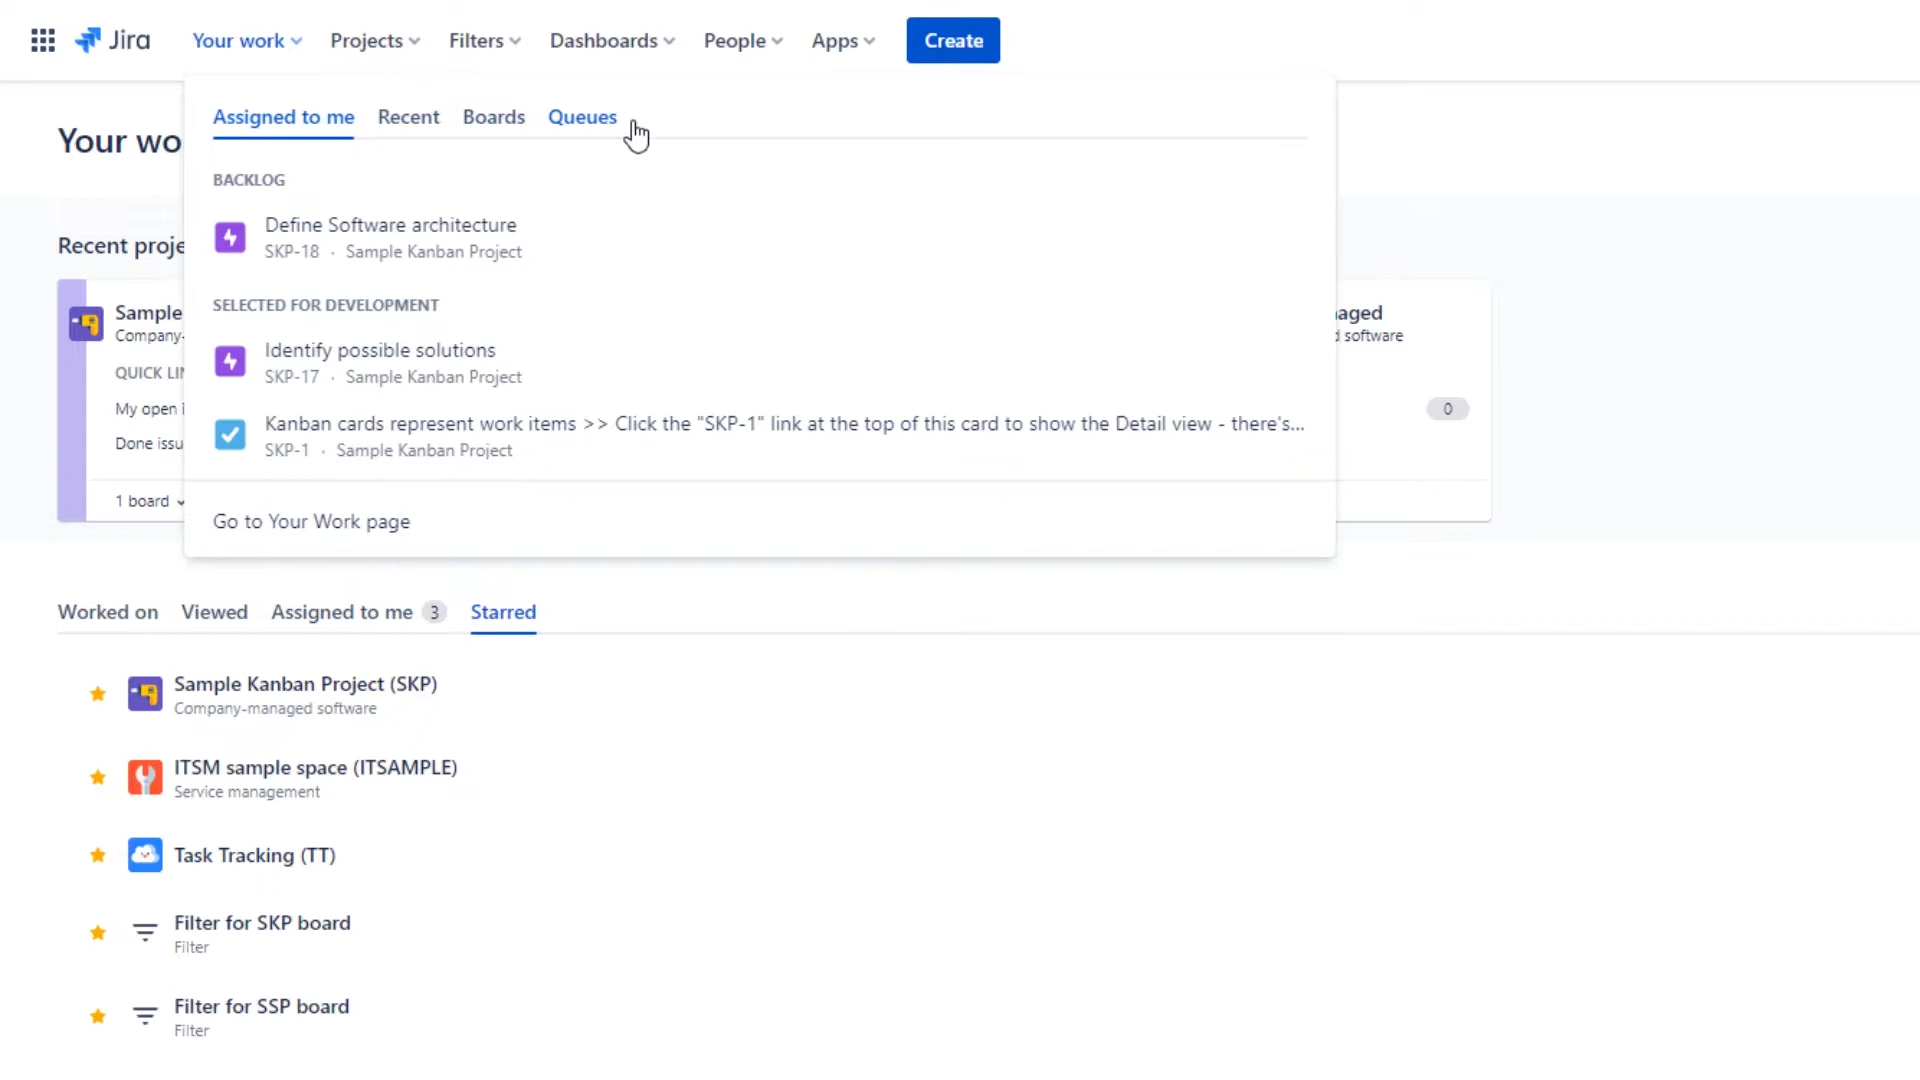 Jira Your work Projects Filters Dashboards People Apps Create
Assigned to me Recent Boards Queues
Your wo
BACKLOG
Define Software architecture
SKP-18 · Sample Kanban Project
Recent proje
SELECTED FOR DEVELOPMENT
Identify possible solutions
SKP-17 · Sample Kanban Project
Kanban cards represent work items >> Click the "SKP-1" link at the top of this card to show the Detail view - there's...
SKP-1 · Sample Kanban Project
Go to Your Work page
Sample
Company-
QUICK LIN
My open i
Done issu
1 board
aged
d software
0
Worked on Viewed Assigned to me 3 Starred
Sample Kanban Project (SKP)
Company-managed software
ITSM sample space (ITSAMPLE)
Service management
Task Tracking (TT)
Filter for SKP board
Filter
Filter for SSP board
Filter